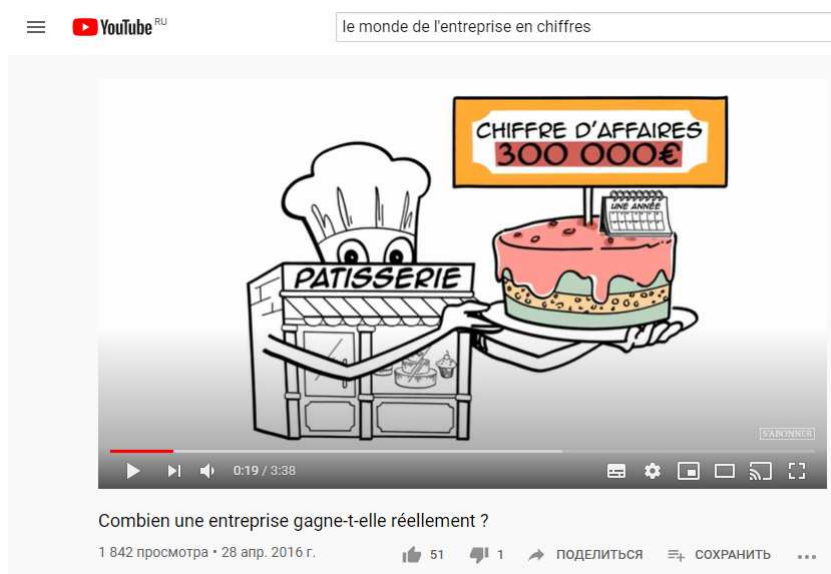 YouTube RU
le monde de l'entreprise en chiffres
CHIFFRE D'AFFAIRES
300 000€
UNE ANNÉE
PATISSERIE
S'ABONNER
0:19 / 3:38
Combien une entreprise gagne-t-elle réellement ?
1 842 просмотра • 28 апр. 2016 г.
51
1
ПОДЕЛИТЬСЯ
СОХРАНИТЬ